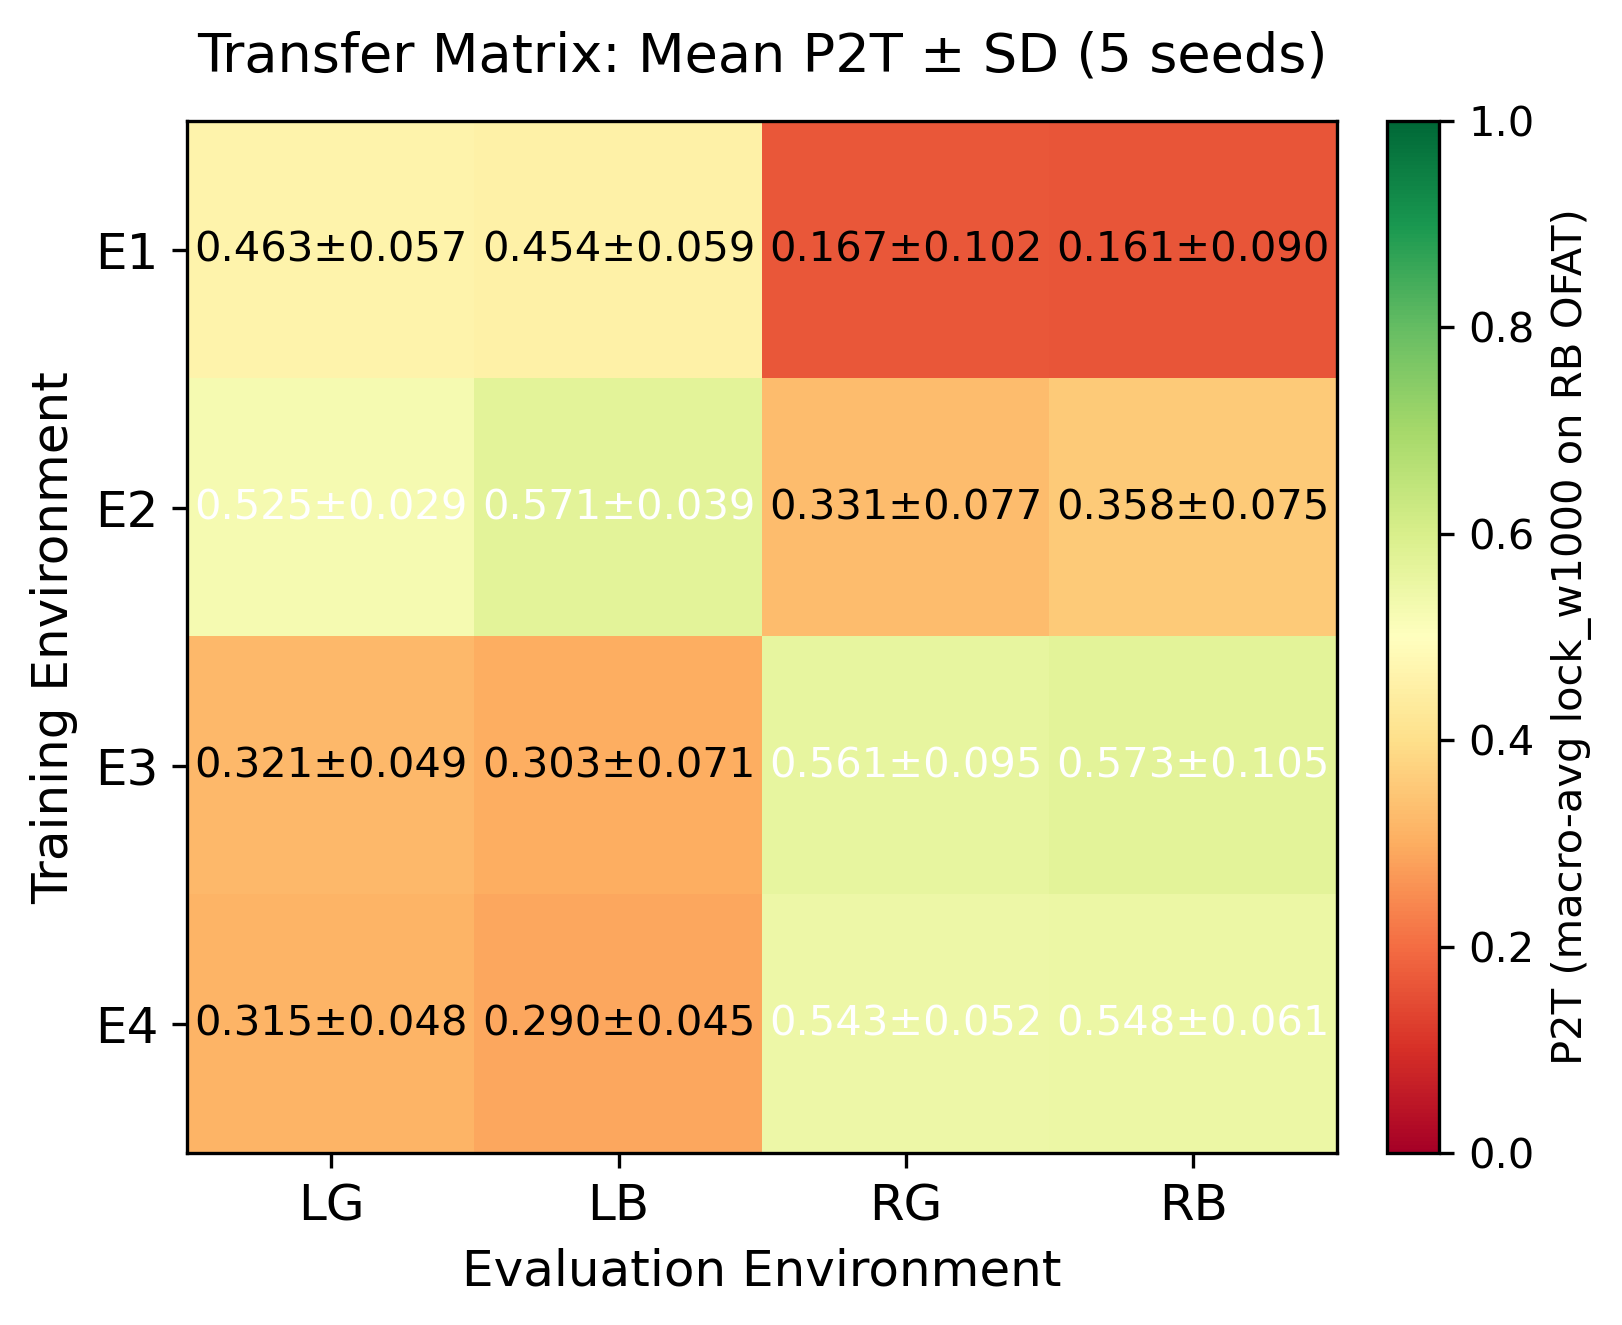 Transfer Matrix: Mean P2T ± SD (5 seeds)
Training Environment
E1
0.463±0.057 0.454±0.059 0.167±0.102 0.161±0.090
E2
0.525±0.029 0.571±0.039 0.331±0.077 0.358±0.075
E3
0.321±0.049 0.303±0.071 0.561±0.095 0.573±0.105
E4
0.315±0.048 0.290±0.045 0.543±0.052 0.548±0.061
LG LB RG RB
Evaluation Environment
1.0
0.8
0.6
0.4
0.2
0.0
P2T (macro-avg lock_w1000 on RB OFAT)